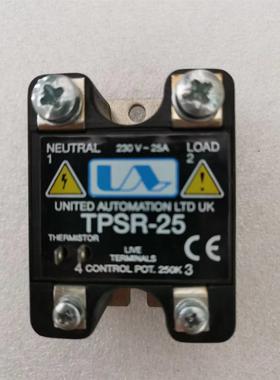 NEUTRAL 230 V - 25A LOAD
1 2
UA
UNITED AUTOMATION LTD UK
TPSR-25
THERMISTOR
CE
LIVE
TERMINALS
4 CONTROL POT. 250K 3